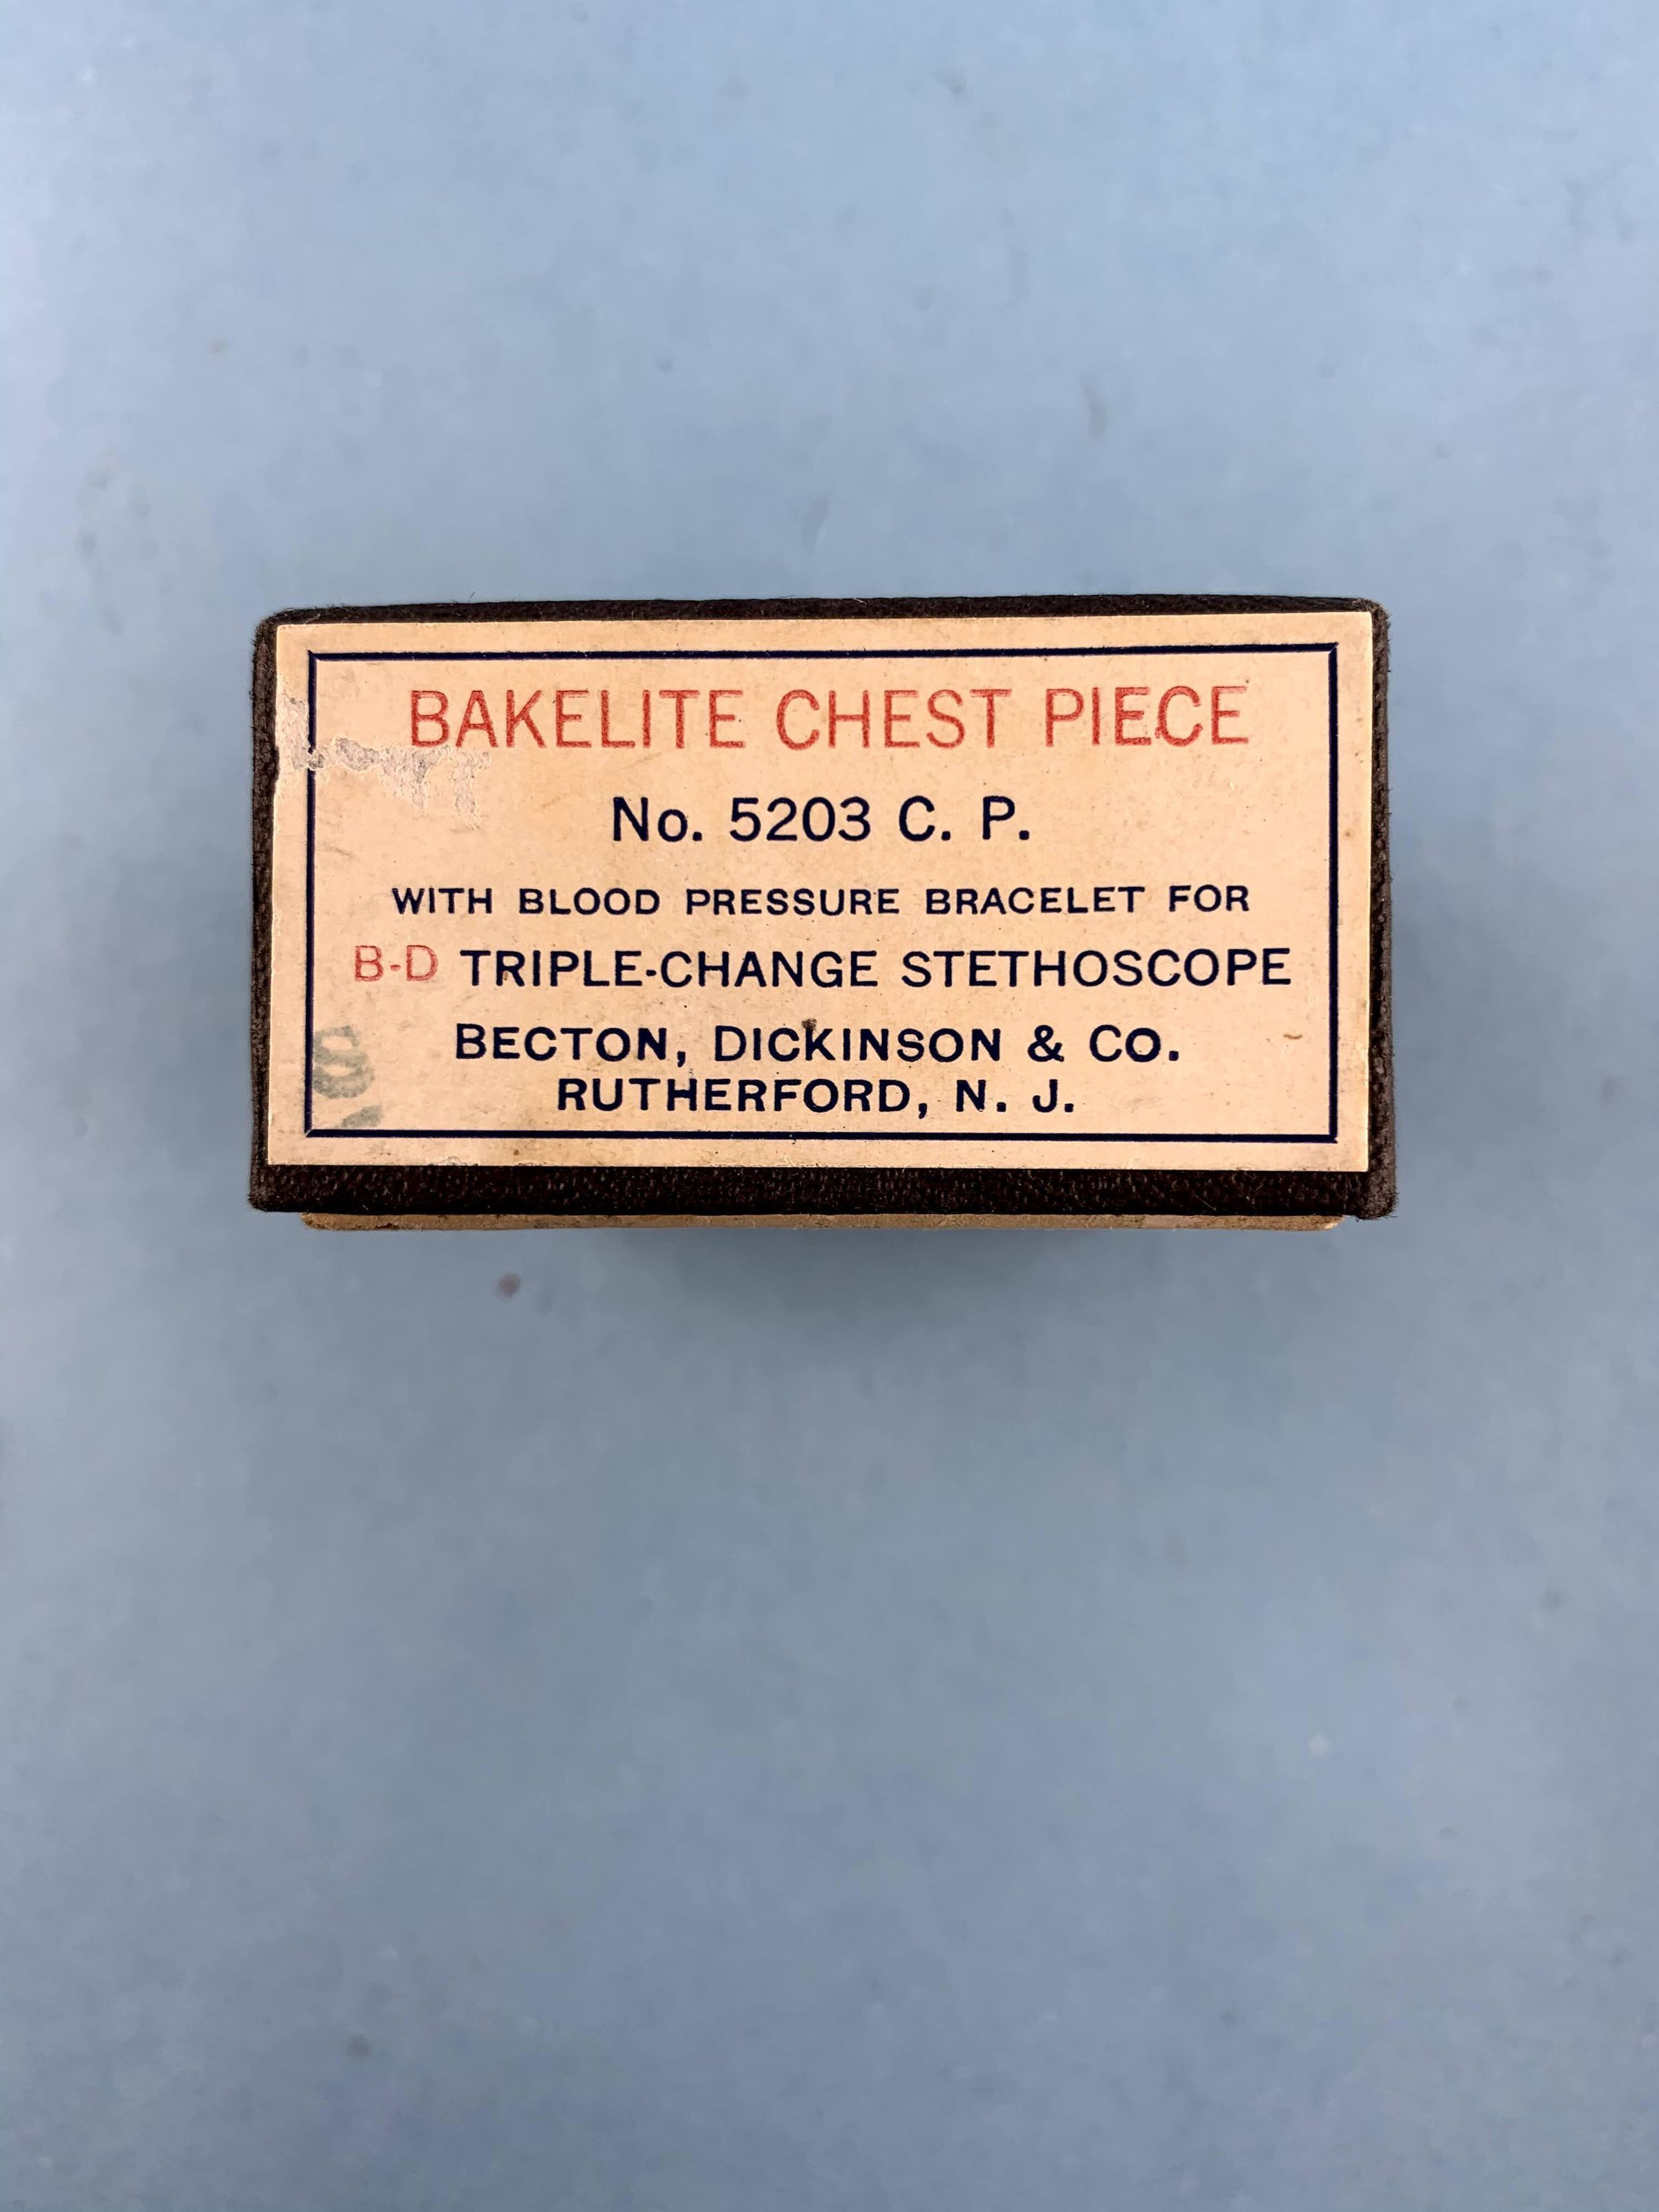 BAKELITE CHEST PIECE
No. 5203 C. P.
WITH BLOOD PRESSURE BRACELET FOR
B-D TRIPLE-CHANGE STETHOSCOPE
BECTON, DICKINSON & CO.
RUTHERFORD, N. J.